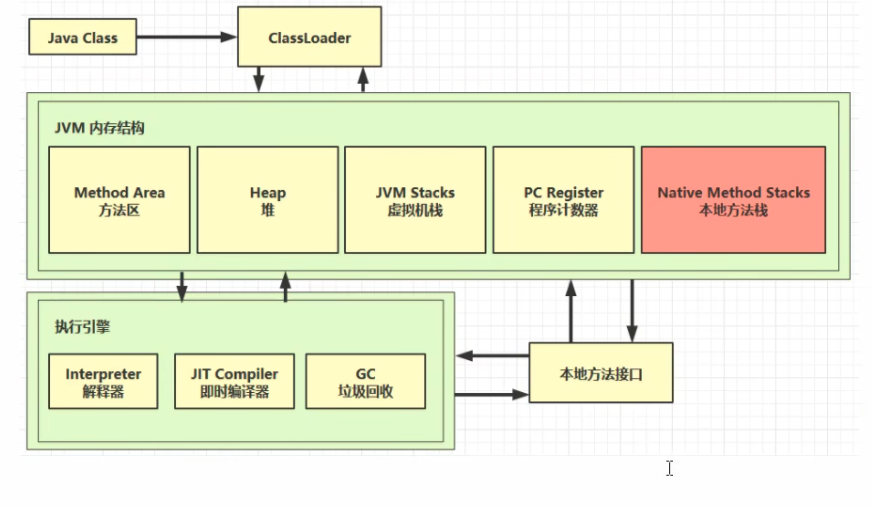 Java Class
ClassLoader
JVM 内存结构
Method Area
方法区
Heap
堆
JVM Stacks
虚拟机栈
PC Register
程序计数器
Native Method Stacks
本地方法栈
执行引擎
Interpreter
解释器
JIT Compiler
即时编译器
GC
垃圾回收
本地方法接口